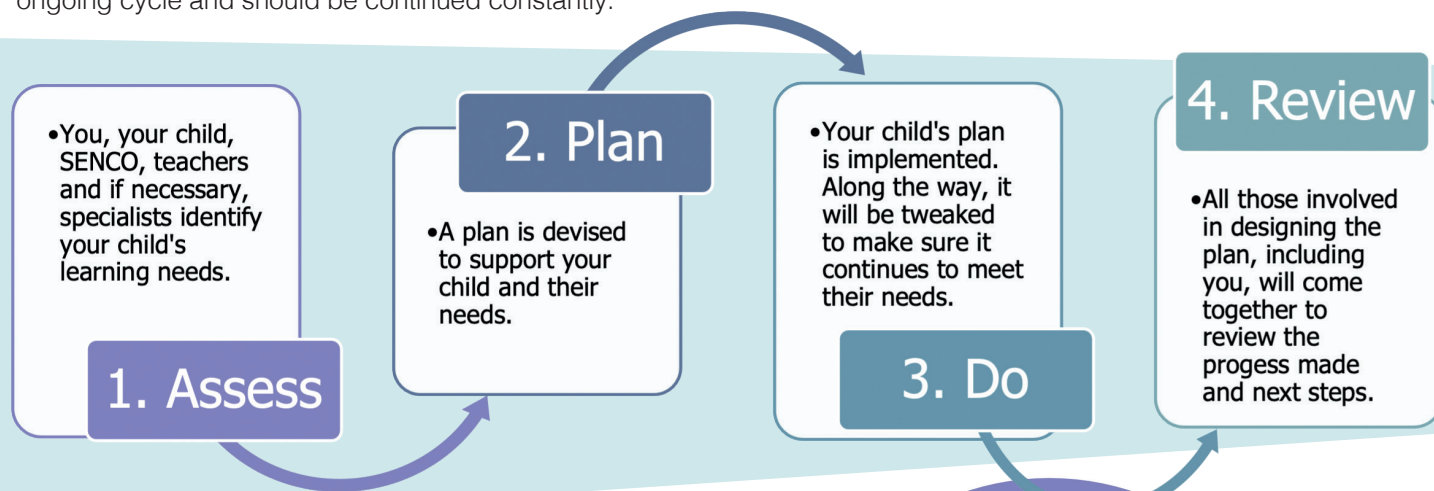 ongoing cycle and should be continued constantly.
•You, your child,
SENCO, teachers
and if necessary,
specialists identify
your child's
learning needs.
1. Assess
2. Plan
•A plan is devised
to support your
child and their
needs.
•Your child's plan
is implemented.
Along the way, it
will be tweaked
to make sure it
continues to meet
their needs.
3. Do
4. Review
•All those involved
in designing the
plan, including
you, will come
together to
review the
progess made
and next steps.